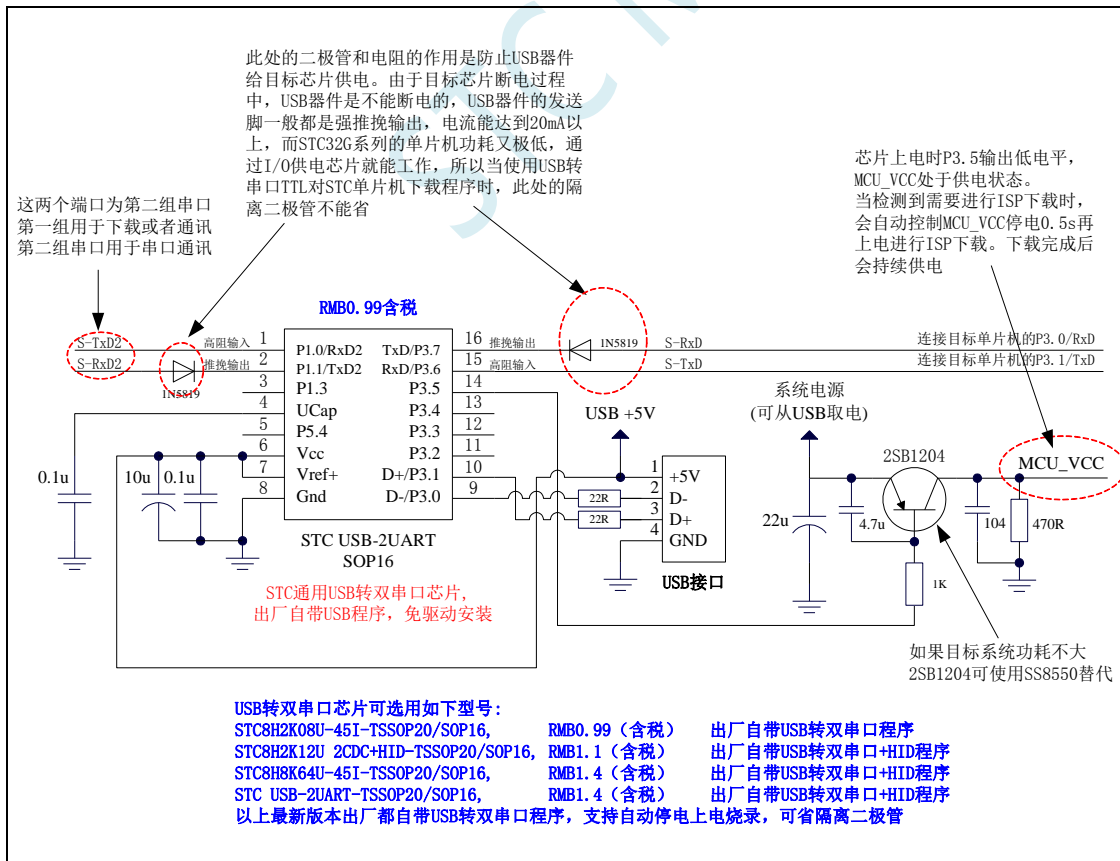 STC M
此处的二极管和电阻的作用是防止USB器件
给目标芯片供电。由于目标芯片断电过程
中，USB器件是不能断电的，USB器件的发送
脚一般都是强推挽输出，电流能达到20mA以
上，而STC32G系列的单片机功耗又极低，通
过I/O供电芯片就能工作，所以当使用USB转
串口TTL对STC单片机下载程序时，此处的隔
离二极管不能省
芯片上电时P3.5输出低电平，
MCU_VCC处于供电状态。
当检测到需要进行ISP下载时，
会自动控制MCU_VCC停电0.5s再
上电进行ISP下载。下载完成后
会持续供电
这两个端口为第二组串口
第一组用于下载或者通讯
第二组串口用于串口通讯
RMB0.99含税
S-TxD2 高阻输入 1 P1.0/RxD2 TxD/P3.7 16 推挽输出 1N5819 S-RxD 连接目标单片机的P3.0/RxD
S-RxD2 1N5819 推挽输出 2 P1.1/TxD2 RxD/P3.6 15 高阻输入 S-TxD 连接目标单片机的P3.1/TxD
3 P1.3 P3.5 14
4 UCap P3.4 13
5 P5.4 P3.3 12
6 Vcc P3.2 11
7 Vref+ D+/P3.1 10
8 Gnd D-/P3.0 9
0.1u
10u
0.1u
STC USB-2UART
SOP16
STC通用USB转双串口芯片，
出厂自带USB程序，免驱动安装
USB +5V
1 +5V
2 D-
3 D+
4 GND
22R
22R
USB接口
系统电源
(可从USB取电)
2SB1204
MCU_VCC
22u
4.7u
104
470R
1K
如果目标系统功耗不大
2SB1204可使用SS8550替代
USB转双串口芯片可选用如下型号：
STC8H2K08U-45I-TSSOP20/SOP16, RMB0.99（含税） 出厂自带USB转双串口程序
STC8H2K12U 2CDC+HID-TSSOP20/SOP16, RMB1.1（含税） 出厂自带USB转双串口+HID程序
STC8H8K64U-45I-TSSOP20/SOP16, RMB1.4（含税） 出厂自带USB转双串口+HID程序
STC USB-2UART-TSSOP20/SOP16, RMB1.4（含税） 出厂自带USB转双串口+HID程序
以上最新版本出厂都自带USB转双串口程序，支持自动停电上电烧录，可省隔离二极管